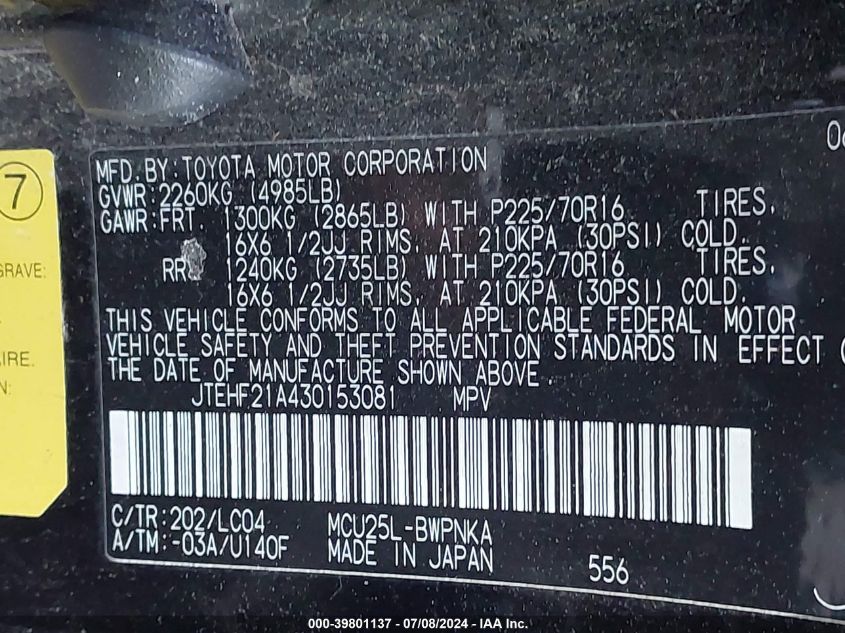 06
MFD. BY: TOYOTA MOTOR CORPORATION
GVWR: 2260KG (4985LB)
GAWR: FRT. 1300KG (2865LB) WITH P225/70R16 TIRES.
16X6 1/2JJ RIMS. AT 210KPA (30PSI) COLD.
RR 1240KG (2735LB) WITH P225/70R16 TIRES.
16X6 1/2JJ RIMS. AT 210KPA (30PSI) COLD.
THIS VEHICLE CONFORMS TO ALL APPLICABLE FEDERAL MOTOR
VEHICLE SAFETY AND THEFT PREVENTION STANDARDS IN EFFECT
THE DATE OF MANUFACTURE SHOWN ABOVE.
JTEHF21A430153081 MPV
C/TR: 202/LC04 MCU25L-BWPNKA
A/TM: -03A/U140F MADE IN JAPAN
556
7
GRAVE:
AIRE.
N:
000-39801137 - 07/08/2024 - IAA Inc.